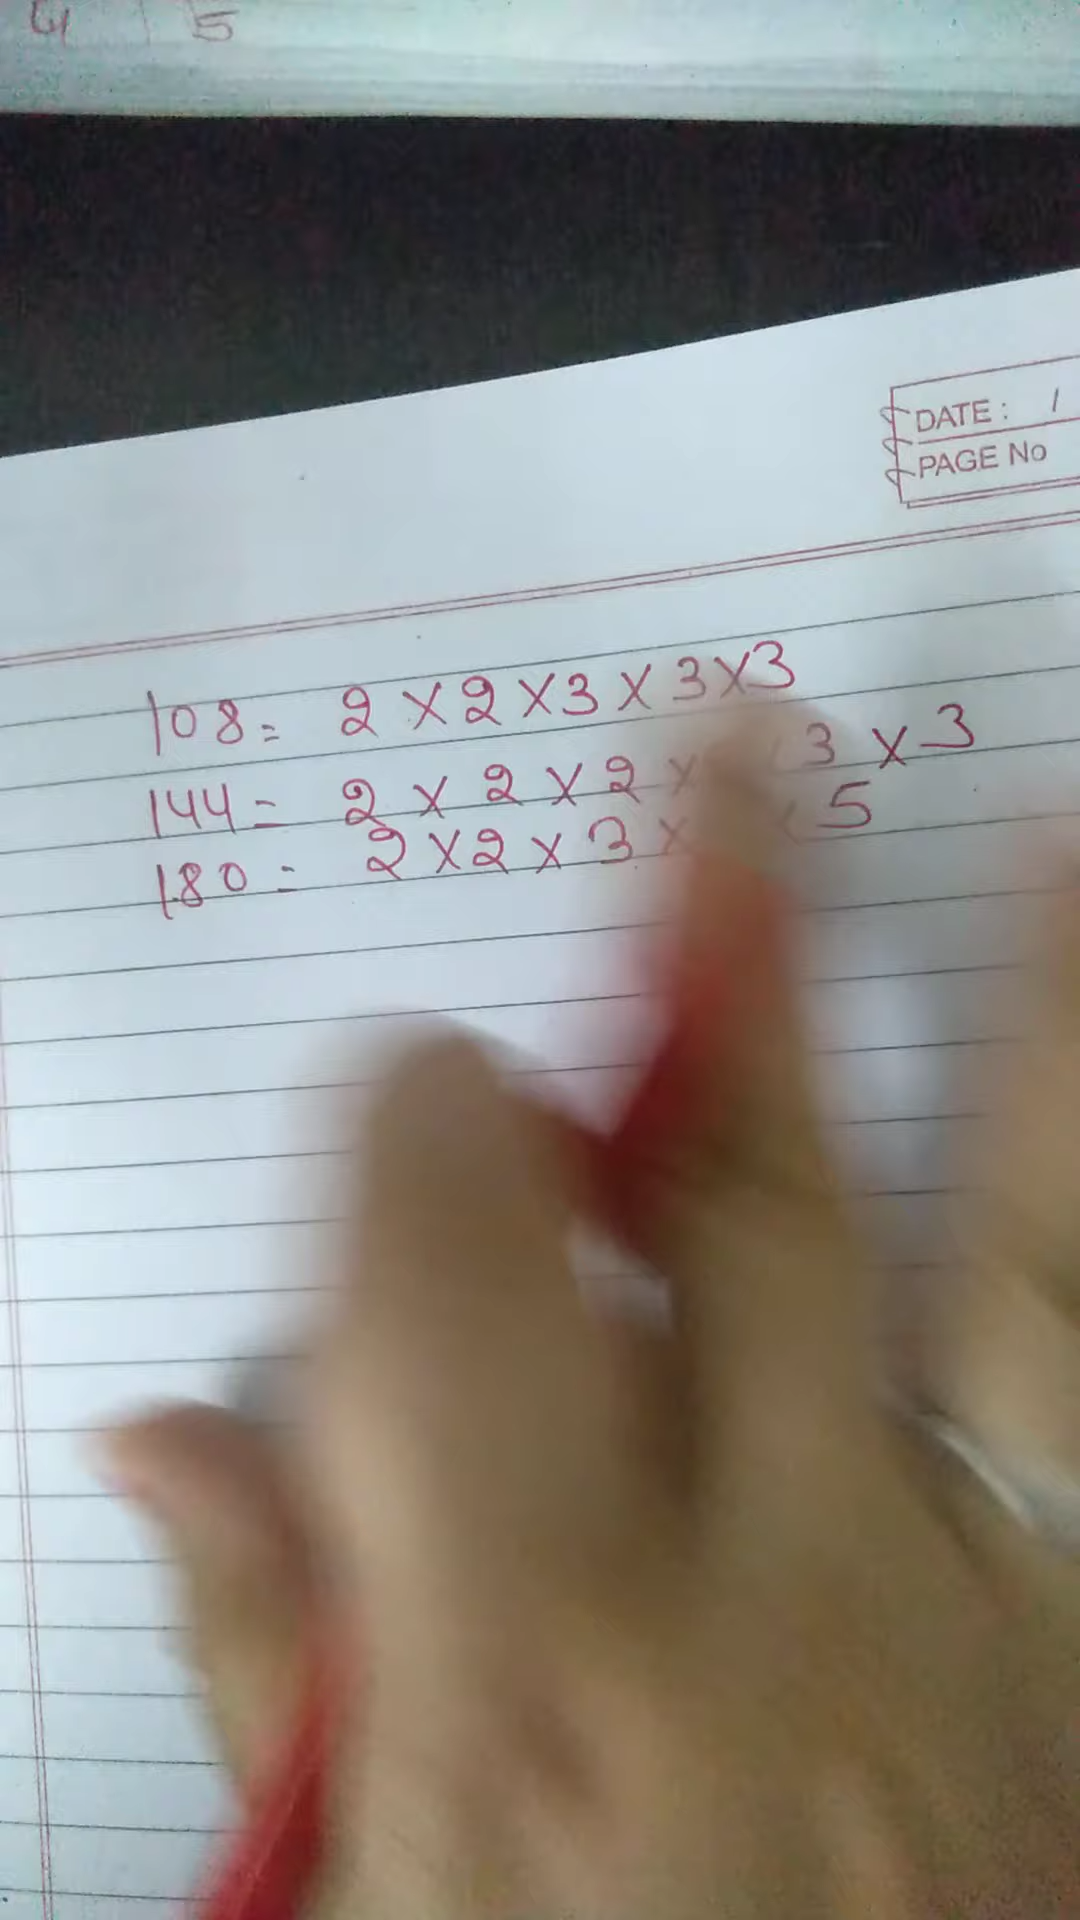 5
DATE : /
PAGE No
108 = 2 × 2 × 3 × 3 × 3
144 = 2 × 2 × 2 × 3 × 3
180 = 2 × 2 × 3 × 5